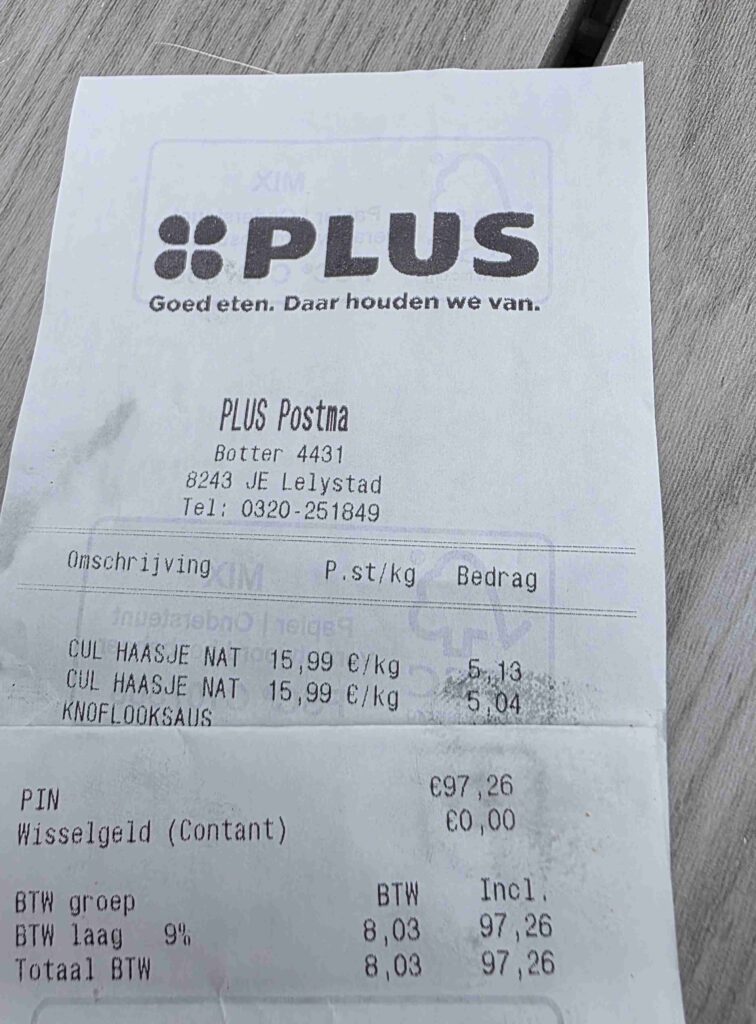 PLUS
Goed eten. Daar houden we van.
PLUS Postma
Botter 4431
8243 JE Lelystad
Tel: 0320-251849
Omschrijving P.st/kg Bedrag
CUL HAASJE NAT 15,99 €/kg 5,13
CUL HAASJE NAT 15,99 €/kg 5,04
KNOFLOOKSAUS
PIN €97,26
Wisselgeld (Contant) €0,00
BTW groep BTW Incl.
BTW laag 9% 8,03 97,26
Totaal BTW 8,03 97,26